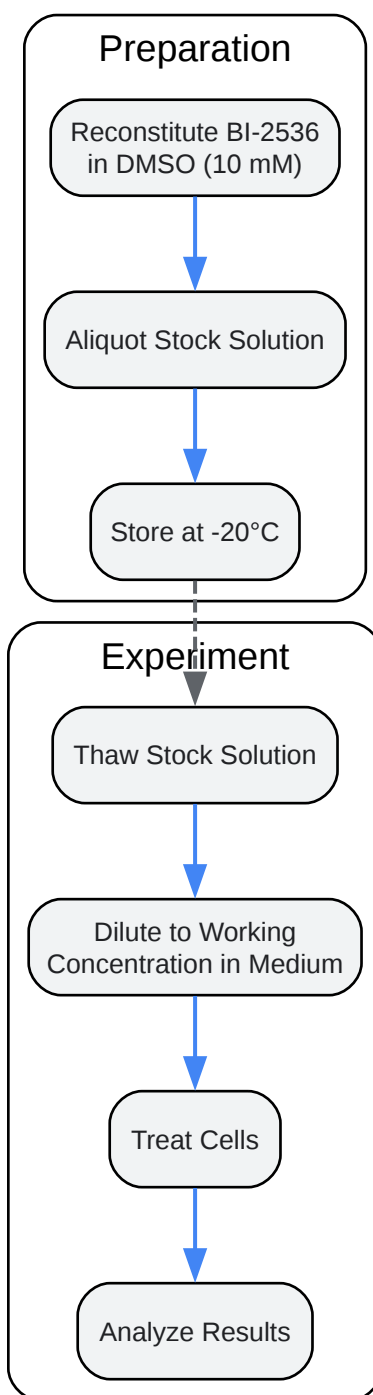 Preparation
Reconstitute BI-2536
in DMSO (10 mM)
Aliquot Stock Solution
Store at -20°C
Experiment
Thaw Stock Solution
Dilute to Working
Concentration in Medium
Treat Cells
Analyze Results